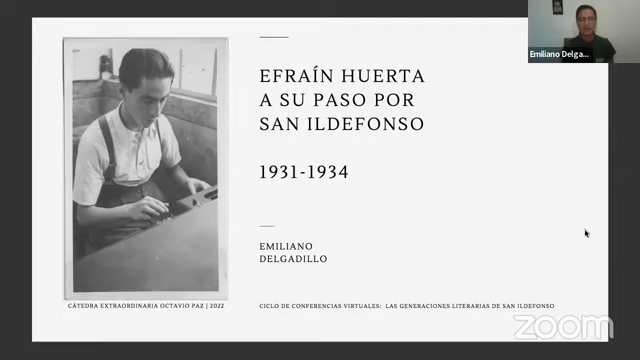 EFRAÍN HUERTA
A SU PASO POR
SAN ILDEFONSO
1931-1934
EMILIANO
DELGADILLO
CÁTEDRA EXTRAORDINARIA OCTAVIO PAZ | 2022
CICLO DE CONFERENCIAS VIRTUALES: LAS GENERACIONES LITERARIAS DE SAN ILDEFONSO
Emiliano Delga...
zoom